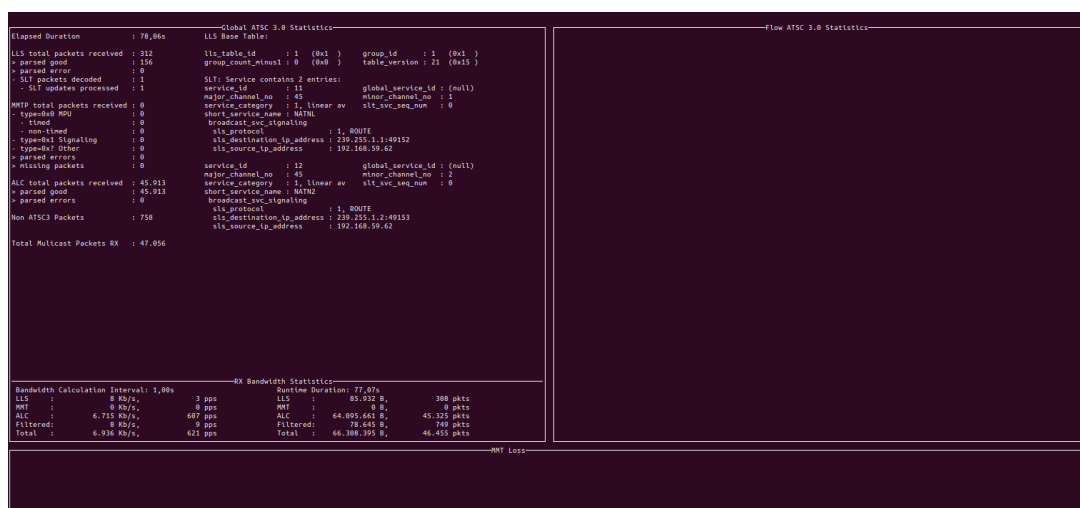 Global ATSC 3.0 Statistics
Elapsed Duration : 78,06s
LLS total packets received : 312
> parsed good : 156
> parsed error : 0
- SLT packets decoded : 1
- SLT updates processed : 1
MMTP total packets received : 0
- type=0x0 MPU : 0
- timed : 0
- non-timed : 0
- type=0x1 Signaling : 0
- type=0x? Other : 0
> parsed errors : 0
> missing packets : 0
ALC total packets received : 45.913
> parsed good : 45.913
> parsed errors : 0
Non ATSC3 Packets : 758
Total Mulicast Packets RX : 47.056
LLS Base Table:
lls_table_id : 1 (0x1 ) group_id : 1 (0x1 )
group_count_minus1 : 0 (0x0 ) table_version : 21 (0x15 )
SLT: Service contains 2 entries:
service_id : 11 global_service_id : (null)
major_channel_no : 45 minor_channel_no : 1
service_category : 1, linear av slt_svc_seq_num : 0
short_service_name : NATNL
broadcast_svc_signaling
sls_protocol : 1, ROUTE
sls_destination_ip_address : 239.255.1.1:49152
sls_source_ip_address : 192.168.59.62
service_id : 12 global_service_id : (null)
major_channel_no : 45 minor_channel_no : 2
service_category : 1, linear av slt_svc_seq_num : 0
short_service_name : NATN2
broadcast_svc_signaling
sls_protocol : 1, ROUTE
sls_destination_ip_address : 239.255.1.2:49153
sls_source_ip_address : 192.168.59.62
RX Bandwidth Statistics
Bandwidth Calculation Interval: 1,00s Runtime Duration: 77,07s
LLS : 8 Kb/s, 3 pps LLS : 85.932 B, 308 pkts
MMT : 0 Kb/s, 0 pps MMT : 0 B, 0 pkts
ALC : 6.715 Kb/s, 607 pps ALC : 64.095.661 B, 45.325 pkts
Filtered: 8 Kb/s, 9 pps Filtered: 78.645 B, 749 pkts
Total : 6.936 Kb/s, 621 pps Total : 66.308.395 B, 46.455 pkts
Flow ATSC 3.0 Statistics
MMT Loss